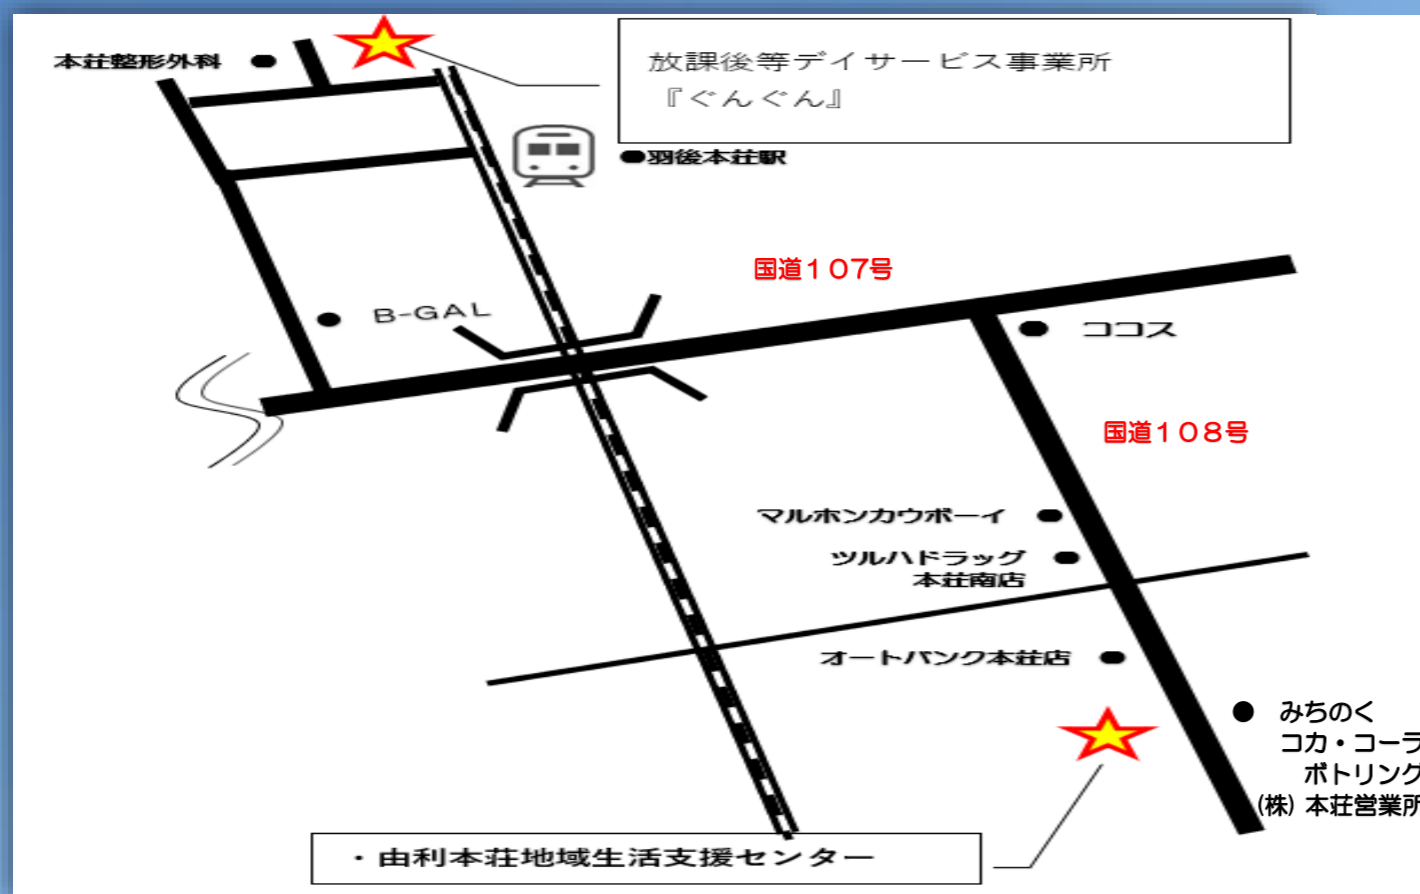 本荘整形外科
放課後等デイサービス事業所
『ぐんぐん』
羽後本荘駅
国道１０７号
B-GAL
ココス
国道１０８号
マルホンカウボーイ
ツルハドラッグ
本荘南店
オートバンク本荘店
みちのく
コカ・コーラ
ボトリング
(株) 本荘営業所
・由利本荘地域生活支援センター